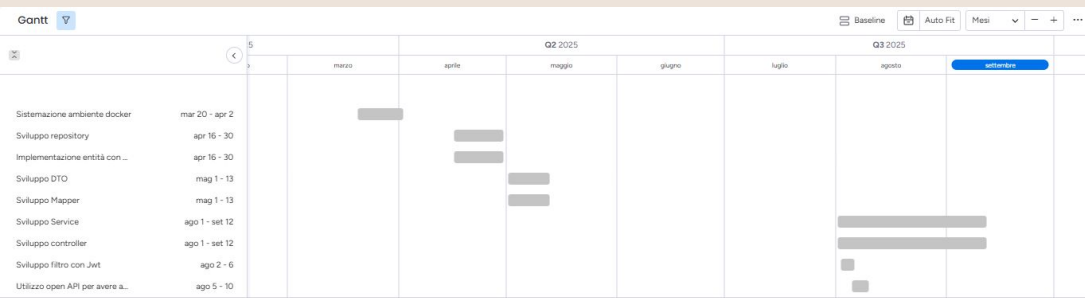 Gantt
Baseline
Auto Fit
Mesi
5 Q2 2025 Q3 2025
marzo aprile maggio giugno luglio agosto settembre
Sistemazione ambiente docker mar 20 - apr 2
Sviluppo repository apr 16 - 30
Implementazione entità con ... apr 16 - 30
Sviluppo DTO mag 1 - 13
Sviluppo Mapper mag 1 - 13
Sviluppo Service ago 1 - set 12
Sviluppo controller ago 1 - set 12
Sviluppo filtro con Jwt ago 2 - 6
Utilizzo open API per avere a... ago 5 - 10